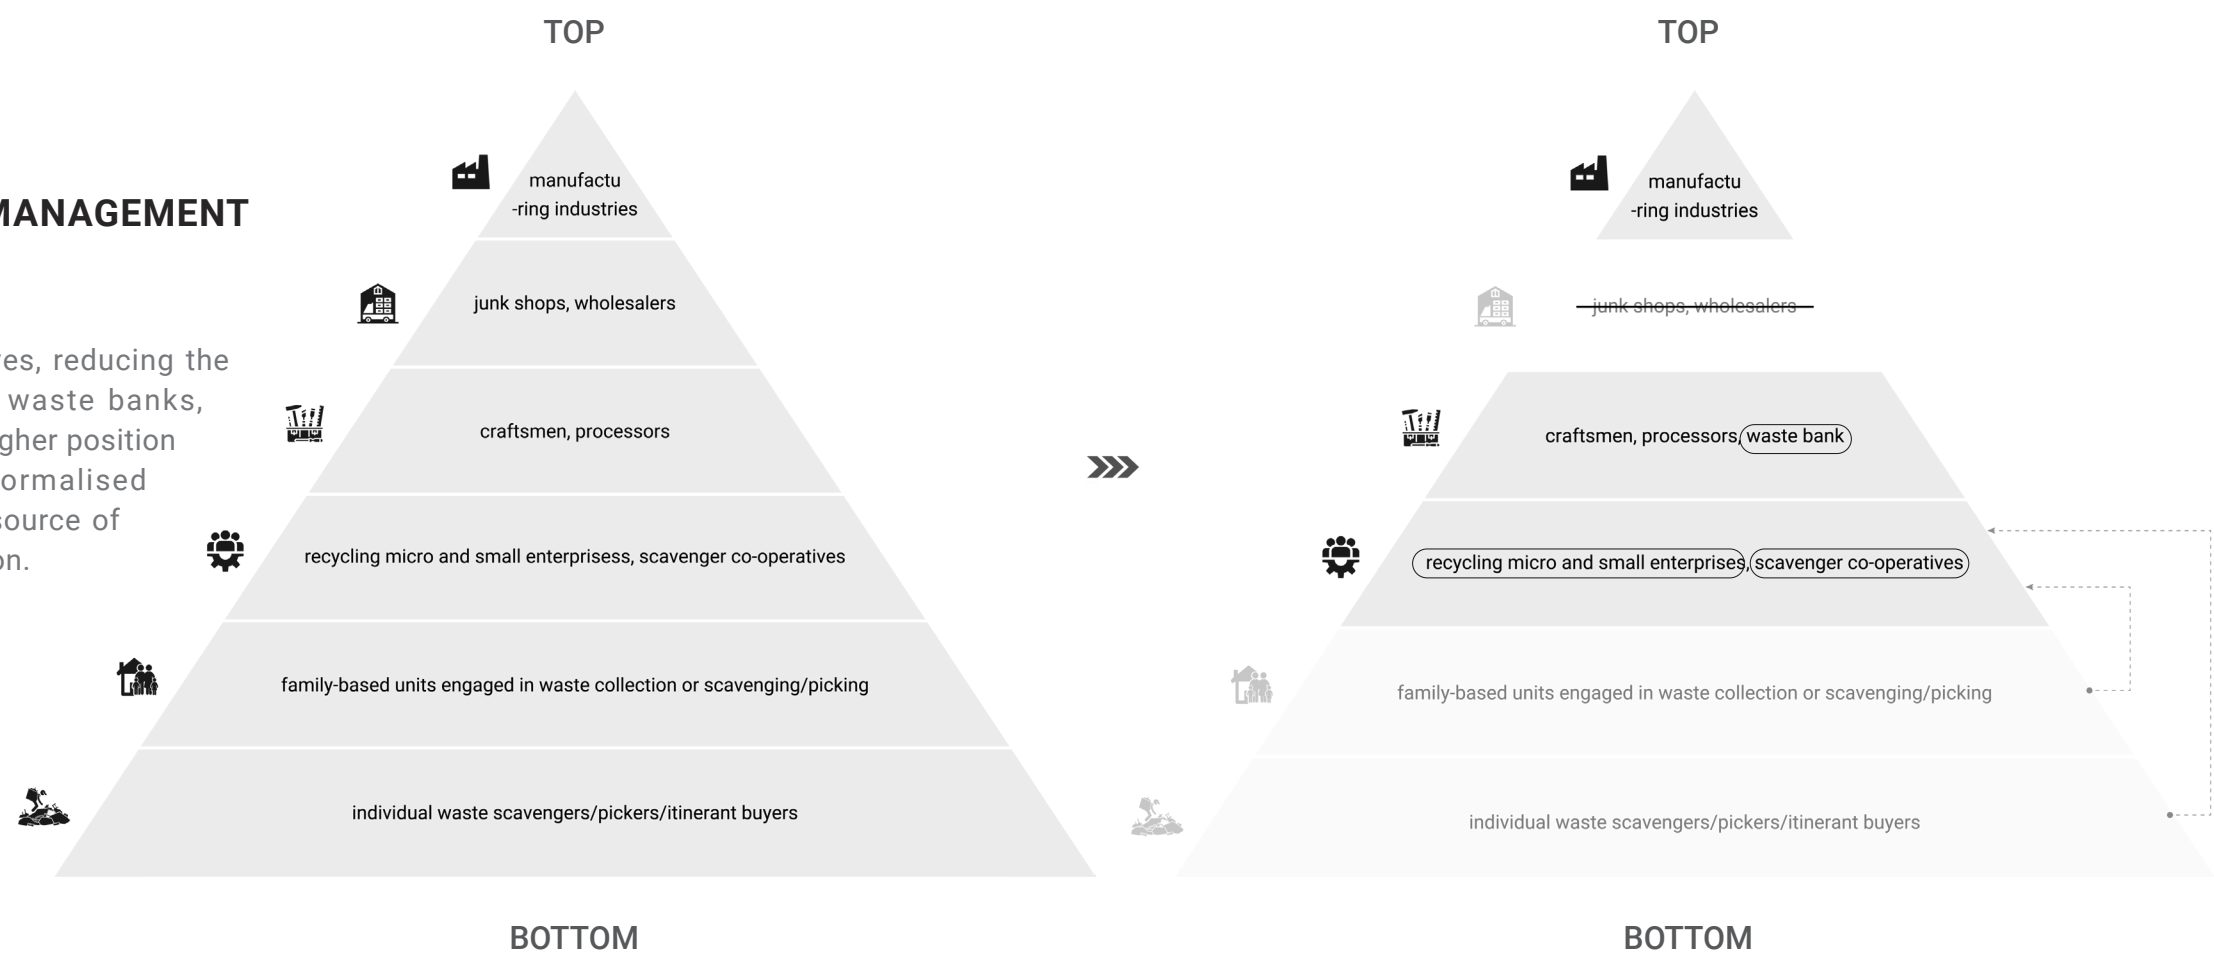 MANAGEMENT
res, reducing the
waste banks,
gher position
ormalised
source of
on.
TOP
manufactu
-ring industries
junk shops, wholesalers
craftsmen, processors
recycling micro and small enterprisess, scavenger co-operatives
family-based units engaged in waste collection or scavenging/picking
individual waste scavengers/pickers/itinerant buyers
BOTTOM
TOP
manufactu
-ring industries
junk shops, wholesalers
craftsmen, processors, waste bank
recycling micro and small enterprises, scavenger co-operatives
family-based units engaged in waste collection or scavenging/picking
individual waste scavengers/pickers/itinerant buyers
BOTTOM